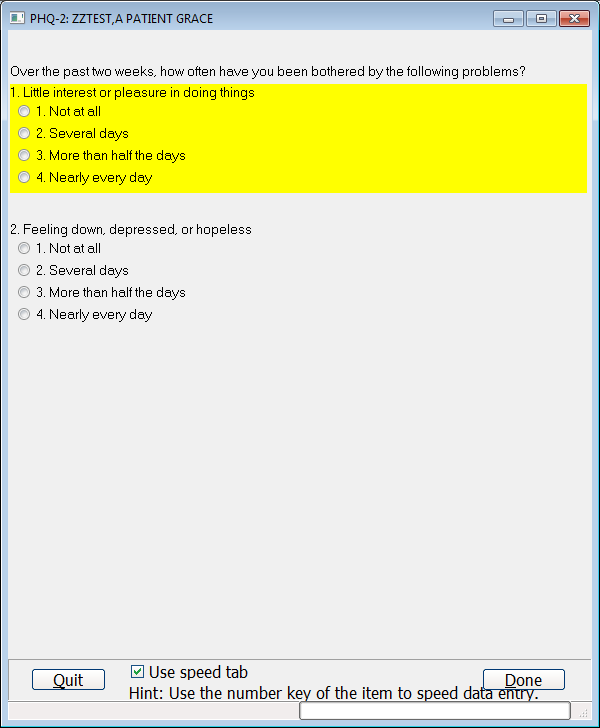 PHQ-2: ZZTEST,A PATIENT GRACE
Over the past two weeks, how often have you been bothered by the following problems?
1. Little interest or pleasure in doing things
1. Not at all
2. Several days
3. More than half the days
4. Nearly every day
2. Feeling down, depressed, or hopeless
1. Not at all
2. Several days
3. More than half the days
4. Nearly every day
Quit
Use speed tab
Done
Hint: Use the number key of the item to speed data entry.